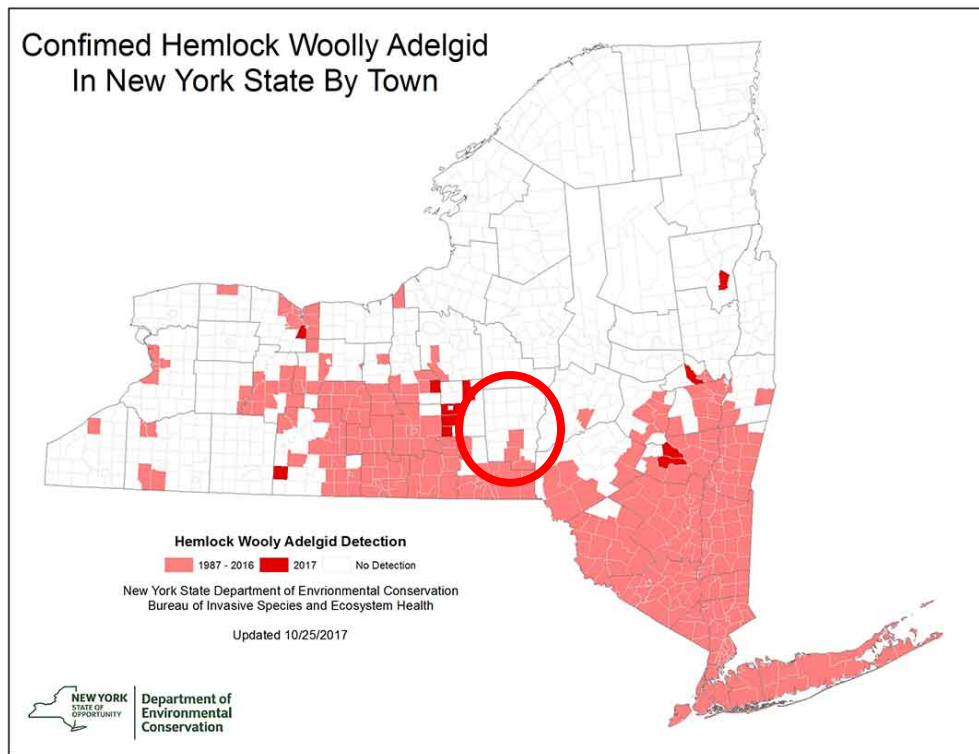 Confimed Hemlock Woolly Adelgid
In New York State By Town
Hemlock Wooly Adelgid Detection
1987 - 2016 2017 No Detection
New York State Department of Envrionmental Conservation
Bureau of Invasive Species and Ecosystem Health
Updated 10/25/2017
NEW YORK
STATE OF
OPPORTUNITY
Department of
Environmental
Conservation